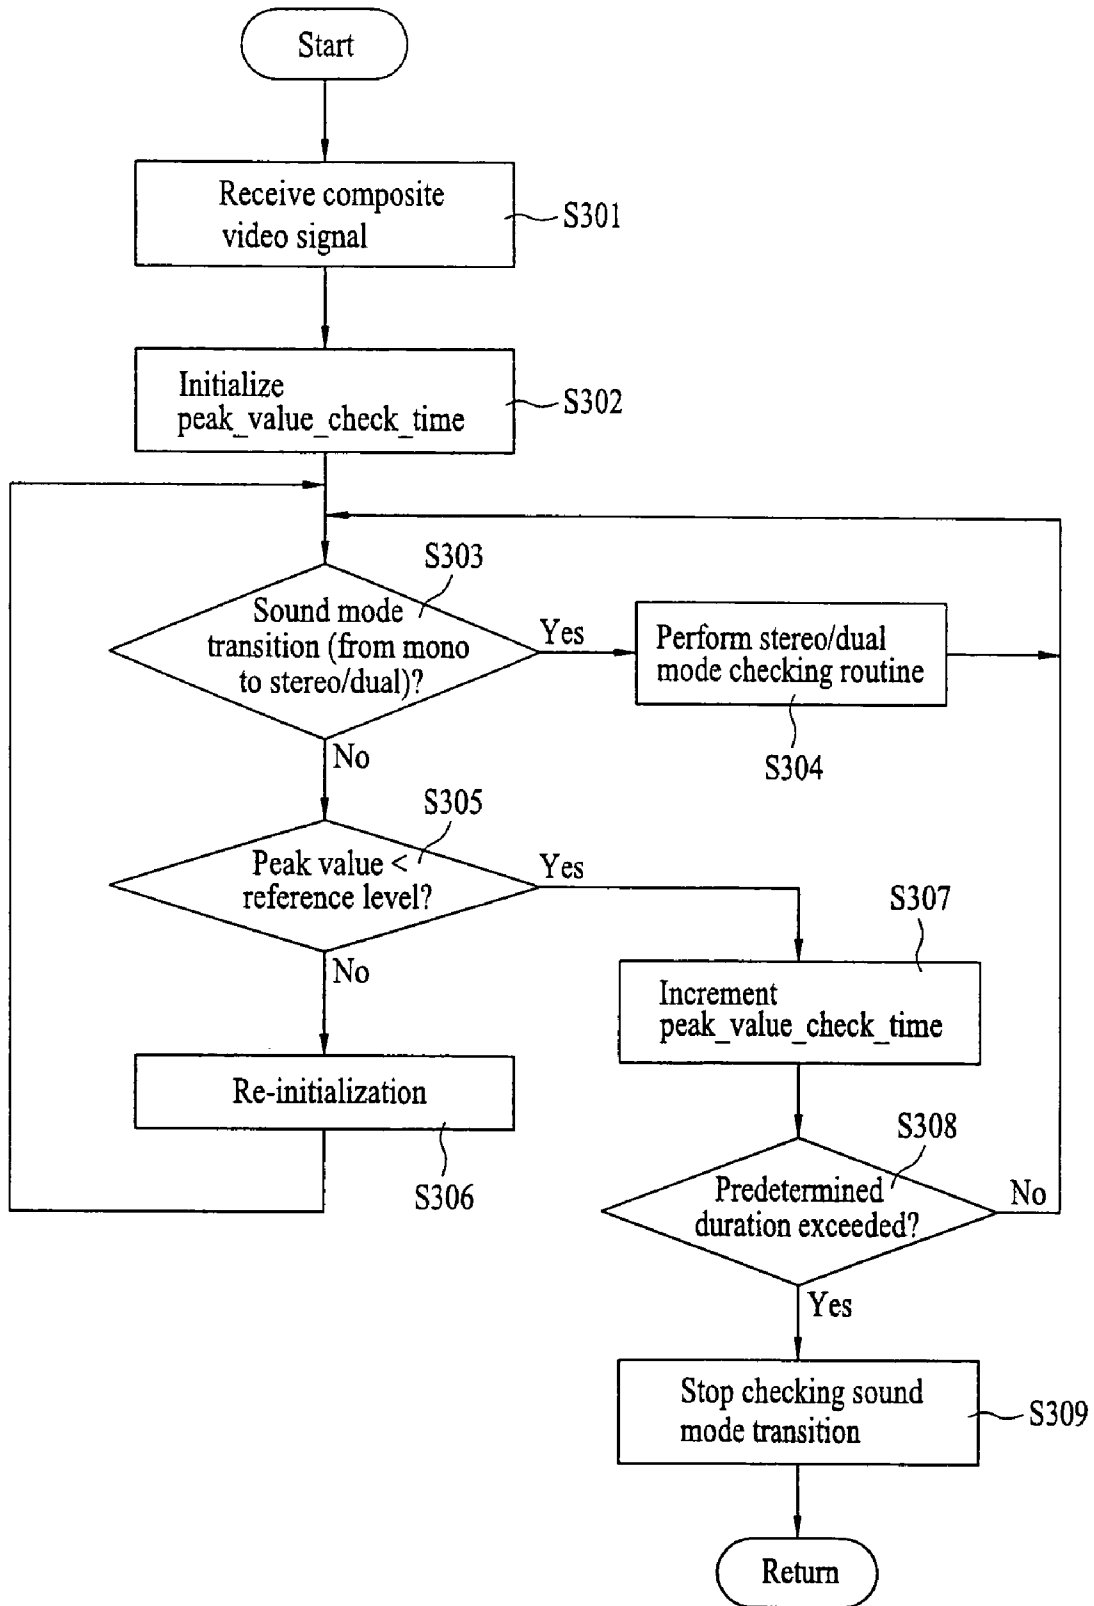 Start
Receive composite
video signal
S301
Initialize
peak_value_check_time
S302
S303
Sound mode
transition (from mono
to stereo/dual)?
Yes
Perform stereo/dual
mode checking routine
S304
No
S305
Peak value <
reference level?
Yes
S307
No
Increment
peak_value_check_time
Re-initialization
S306
S308
Predetermined
duration exceeded?
No
Yes
Stop checking sound
mode transition
S309
Return